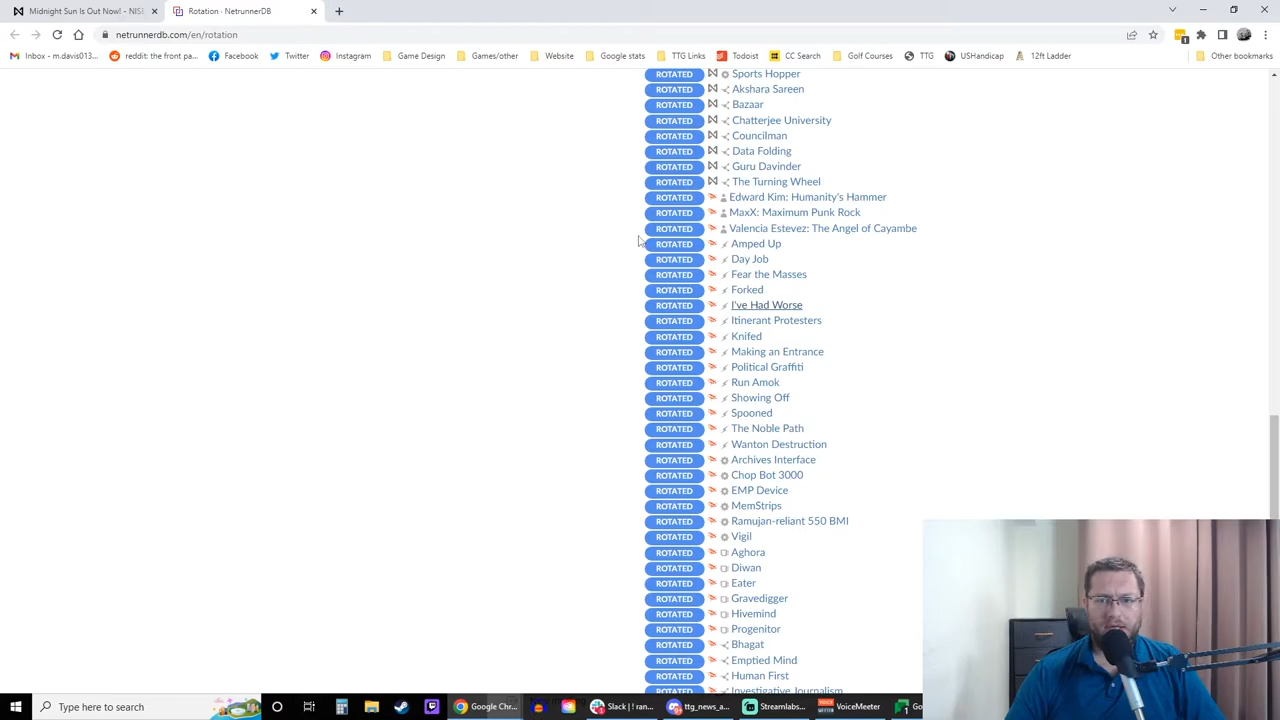 Midnight Sun Is Out Now! - NIS
Rotation · NetrunnerDB
netrunnerdb.com/en/rotation
Inbox - m.davis013...
reddit: the front pa...
Facebook
Twitter
Instagram
Game Design
Games/other
Website
Google stats
TTG Links
Todoist
CC Search
Golf Courses
TTG
USHandicap
12ft Ladder
Other bookmarks
ROTATED Sports Hopper
ROTATED Akshara Sareen
ROTATED Bazaar
ROTATED Chatterjee University
ROTATED Councilman
ROTATED Data Folding
ROTATED Guru Davinder
ROTATED The Turning Wheel
ROTATED Edward Kim: Humanity's Hammer
ROTATED MaxX: Maximum Punk Rock
ROTATED Valencia Estevez: The Angel of Cayambe
ROTATED Amped Up
ROTATED Day Job
ROTATED Fear the Masses
ROTATED Forked
ROTATED I've Had Worse
ROTATED Itinerant Protesters
ROTATED Knifed
ROTATED Making an Entrance
ROTATED Political Graffiti
ROTATED Run Amok
ROTATED Showing Off
ROTATED Spooned
ROTATED The Noble Path
ROTATED Wanton Destruction
ROTATED Archives Interface
ROTATED Chop Bot 3000
ROTATED EMP Device
ROTATED MemStrips
ROTATED Ramujan-reliant 550 BMI
ROTATED Vigil
ROTATED Aghora
ROTATED Diwan
ROTATED Eater
ROTATED Gravedigger
ROTATED Hivemind
ROTATED Progenitor
ROTATED Bhagat
ROTATED Emptied Mind
ROTATED Human First
ROTATED Investigative Journalism
Type here to search
Google Chr...
Slack | ! ran...
ttg_news_a...
Streamlabs...
VoiceMeeter
Go